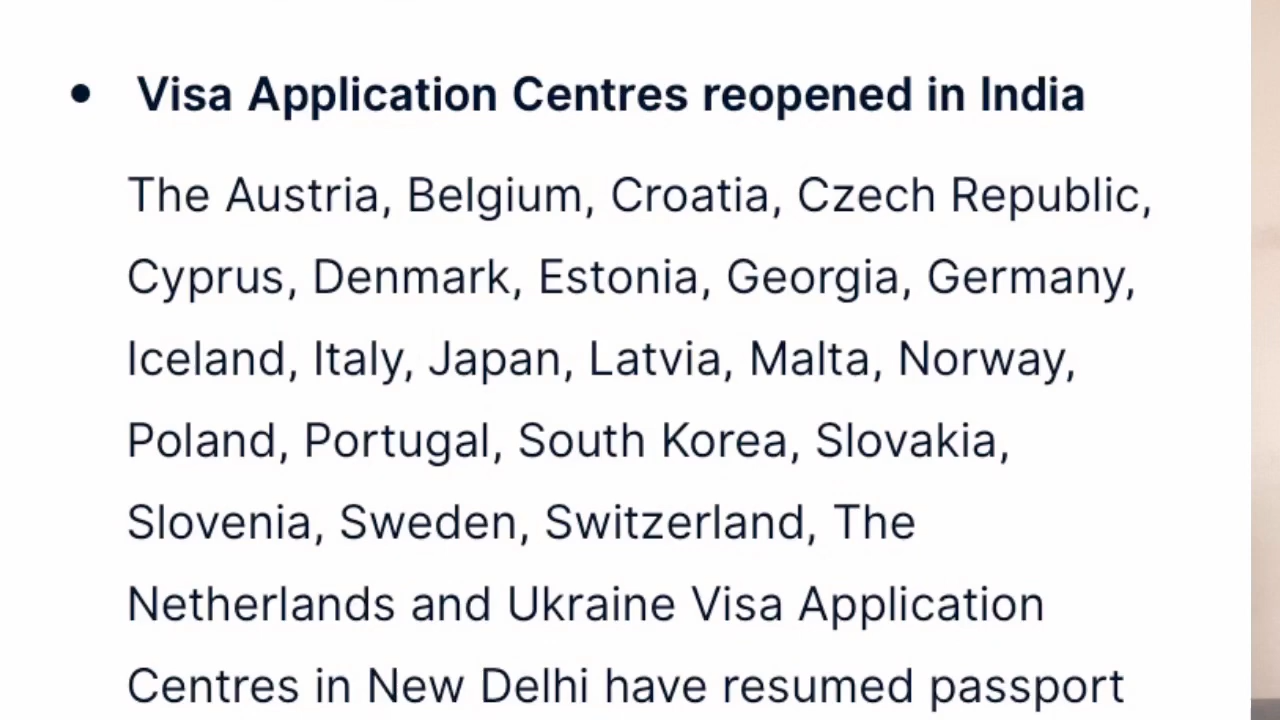 • Visa Application Centres reopened in India
The Austria, Belgium, Croatia, Czech Republic,
Cyprus, Denmark, Estonia, Georgia, Germany,
Iceland, Italy, Japan, Latvia, Malta, Norway,
Poland, Portugal, South Korea, Slovakia,
Slovenia, Sweden, Switzerland, The
Netherlands and Ukraine Visa Application
Centres in New Delhi have resumed passport